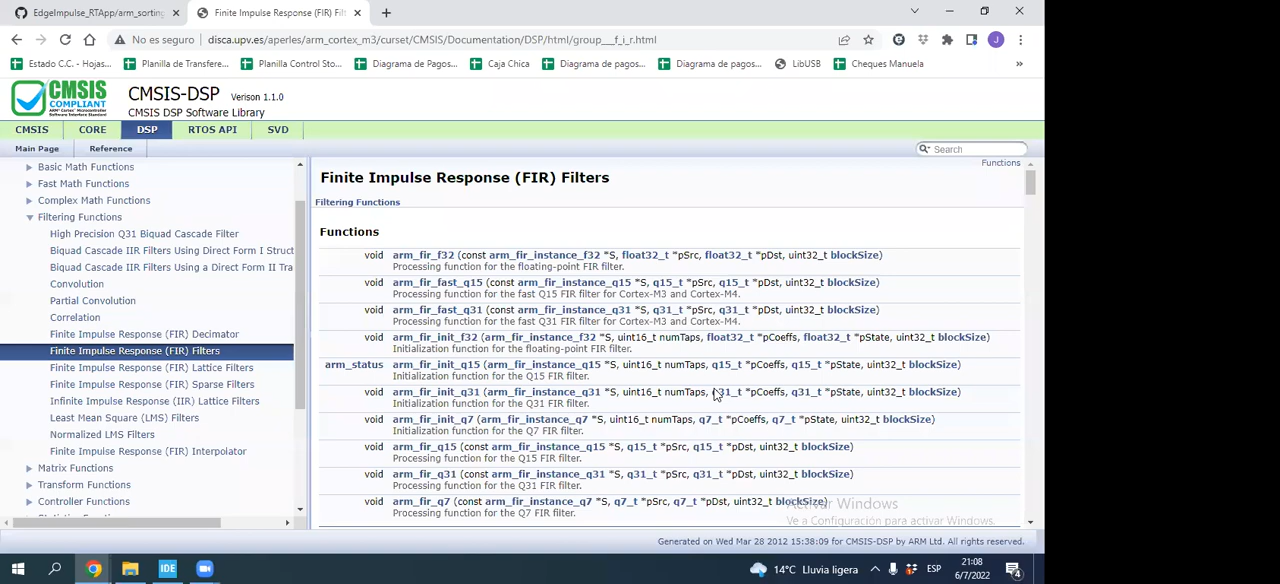 EdgeImpulse_RTApp/arm_sorting
Finite Impulse Response (FIR) Filt
No es seguro
disca.upv.es/aperles/arm_cortex_m3/curset/CMSIS/Documentation/DSP/html/group___f_i_r.html
J
Estado C.C. - Hojas...
Planilla de Transfere...
Planilla Control Sto...
Diagrama de Pagos...
Caja Chica
Diagrama de pagos...
Diagrama de pagos...
LibUSB
Cheques Manuela
CMSIS
COMPLIANT
CMSIS-DSP Verison 1.1.0
CMSIS DSP Software Library
CMSIS
CORE
DSP
RTOS API
SVD
Main Page
Reference
Search
Functions
Basic Math Functions
Fast Math Functions
Complex Math Functions
Filtering Functions
High Precision Q31 Biquad Cascade Filter
Biquad Cascade IIR Filters Using Direct Form I Struct
Biquad Cascade IIR Filters Using a Direct Form II Tra
Convolution
Partial Convolution
Correlation
Finite Impulse Response (FIR) Decimator
Finite Impulse Response (FIR) Filters
Finite Impulse Response (FIR) Lattice Filters
Finite Impulse Response (FIR) Sparse Filters
Infinite Impulse Response (IIR) Lattice Filters
Least Mean Square (LMS) Filters
Normalized LMS Filters
Finite Impulse Response (FIR) Interpolator
Matrix Functions
Transform Functions
Controller Functions
Finite Impulse Response (FIR) Filters
Filtering Functions
Functions
void arm_fir_f32 (const arm_fir_instance_f32 *S, float32_t *pSrc, float32_t *pDst, uint32_t blockSize)
Processing function for the floating-point FIR filter.
void arm_fir_fast_q15 (const arm_fir_instance_q15 *S, q15_t *pSrc, q15_t *pDst, uint32_t blockSize)
Processing function for the fast Q15 FIR filter for Cortex-M3 and Cortex-M4.
void arm_fir_fast_q31 (const arm_fir_instance_q31 *S, q31_t *pSrc, q31_t *pDst, uint32_t blockSize)
Processing function for the fast Q31 FIR filter for Cortex-M3 and Cortex-M4.
void arm_fir_init_f32 (arm_fir_instance_f32 *S, uint16_t numTaps, float32_t *pCoeffs, float32_t *pState, uint32_t blockSize)
Initialization function for the floating-point FIR filter.
arm_status arm_fir_init_q15 (arm_fir_instance_q15 *S, uint16_t numTaps, q15_t *pCoeffs, q15_t *pState, uint32_t blockSize)
Initialization function for the Q15 FIR filter.
void arm_fir_init_q31 (arm_fir_instance_q31 *S, uint16_t numTaps, q31_t *pCoeffs, q31_t *pState, uint32_t blockSize)
Initialization function for the Q31 FIR filter.
void arm_fir_init_q7 (arm_fir_instance_q7 *S, uint16_t numTaps, q7_t *pCoeffs, q7_t *pState, uint32_t blockSize)
Initialization function for the Q7 FIR filter.
void arm_fir_q15 (const arm_fir_instance_q15 *S, q15_t *pSrc, q15_t *pDst, uint32_t blockSize)
Processing function for the Q15 FIR filter.
void arm_fir_q31 (const arm_fir_instance_q31 *S, q31_t *pSrc, q31_t *pDst, uint32_t blockSize)
Processing function for the Q31 FIR filter.
void arm_fir_q7 (const arm_fir_instance_q7 *S, q7_t *pSrc, q7_t *pDst, uint32_t blockSize)
Processing function for the Q7 FIR filter.
Activar Windows
Ve a Configuración para activar Windows.
Generated on Wed Mar 28 2012 15:38:09 for CMSIS-DSP by ARM Ltd. All rights reserved.
IDE
14°C Lluvia ligera
ESP
21:08
6/7/2022
4